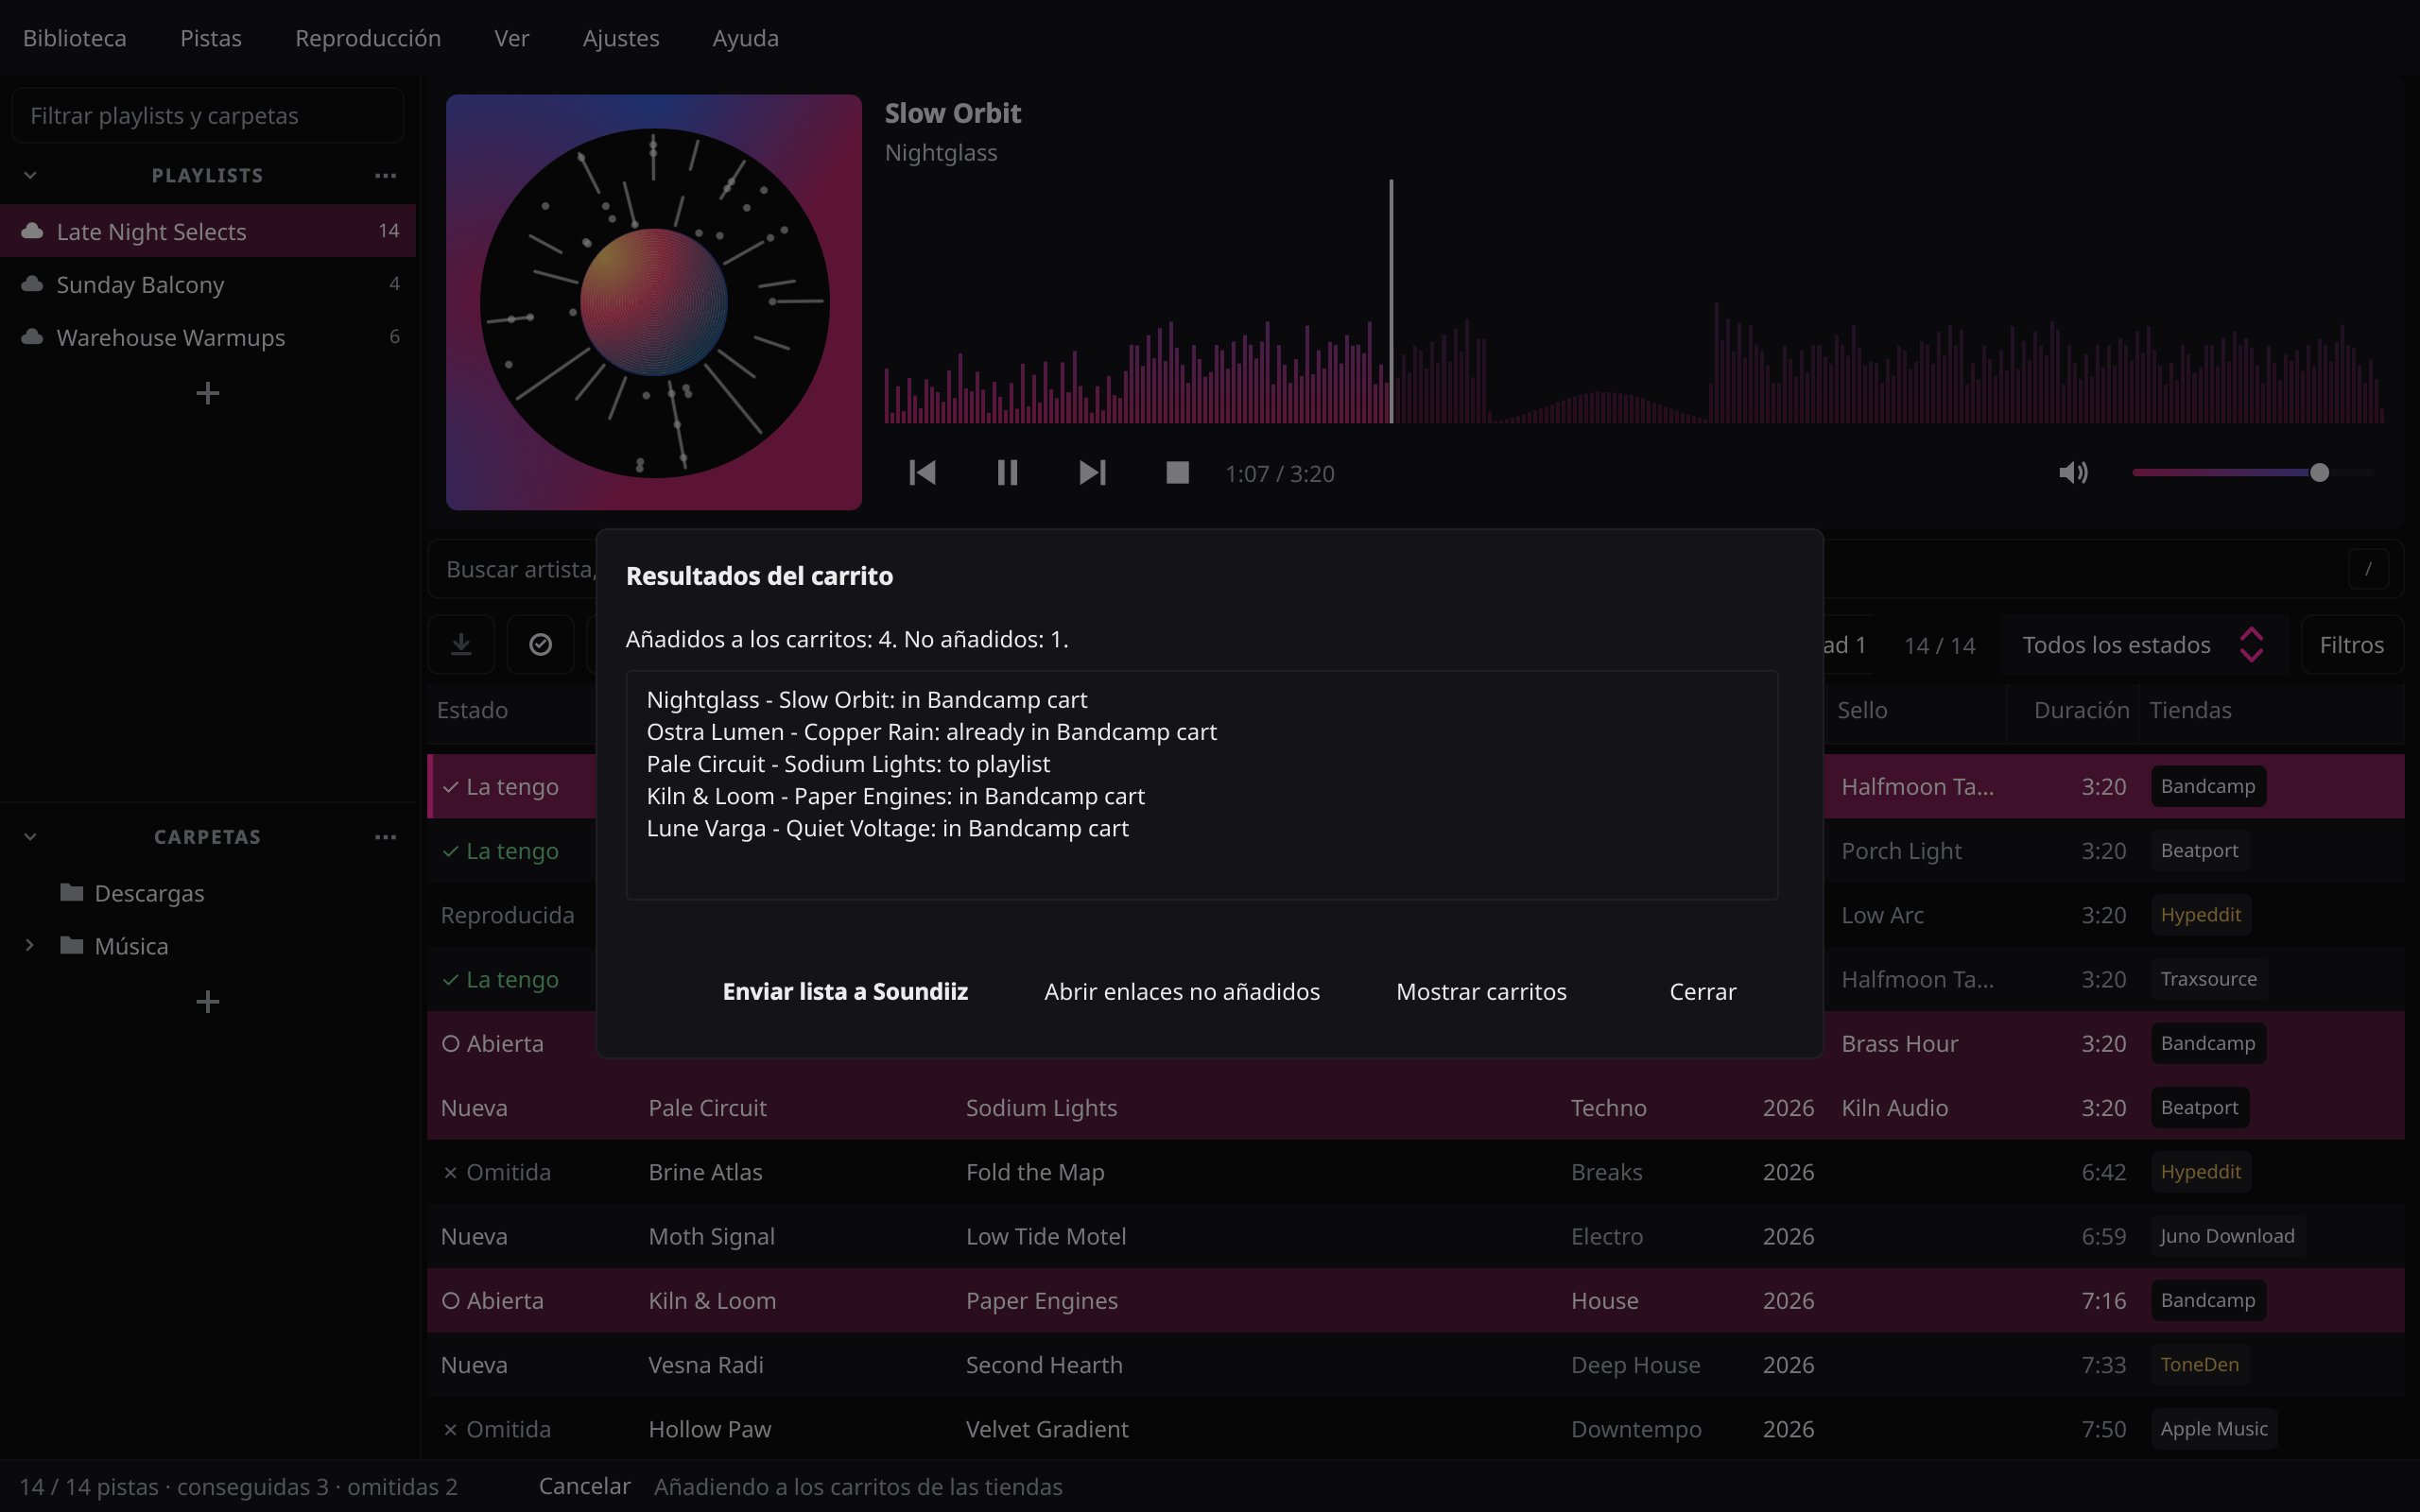 Biblioteca Pistas Reproducción Ver Ajustes Ayuda
Filtrar playlists y carpetas
PLAYLISTS
Late Night Selects 14
Sunday Balcony 4
Warehouse Warmups 6
CARPETAS
Descargas
Música
Slow Orbit
Nightglass
1:07 / 3:20
Buscar artista,
/
14 / 14 Todos los estados Filtros
Estado Sello Duración Tiendas
La tengo Halfmoon Ta... 3:20 Bandcamp
La tengo Porch Light 3:20 Beatport
Reproducida Low Arc 3:20 Hypeddit
La tengo Halfmoon Ta... 3:20 Traxsource
Abierta Brass Hour 3:20 Bandcamp
Nueva Pale Circuit Sodium Lights Techno 2026 Kiln Audio 3:20 Beatport
Omitida Brine Atlas Fold the Map Breaks 2026 6:42 Hypeddit
Nueva Moth Signal Low Tide Motel Electro 2026 6:59 Juno Download
Abierta Kiln & Loom Paper Engines House 2026 7:16 Bandcamp
Nueva Vesna Radi Second Hearth Deep House 2026 7:33 ToneDen
Omitida Hollow Paw Velvet Gradient Downtempo 2026 7:50 Apple Music
Resultados del carrito
Añadidos a los carritos: 4. No añadidos: 1.
Nightglass - Slow Orbit: in Bandcamp cart
Ostra Lumen - Copper Rain: already in Bandcamp cart
Pale Circuit - Sodium Lights: to playlist
Kiln & Loom - Paper Engines: in Bandcamp cart
Lune Varga - Quiet Voltage: in Bandcamp cart
Enviar lista a Soundiiz Abrir enlaces no añadidos Mostrar carritos Cerrar
14 / 14 pistas · conseguidas 3 · omitidas 2 Cancelar Añadiendo a los carritos de las tiendas